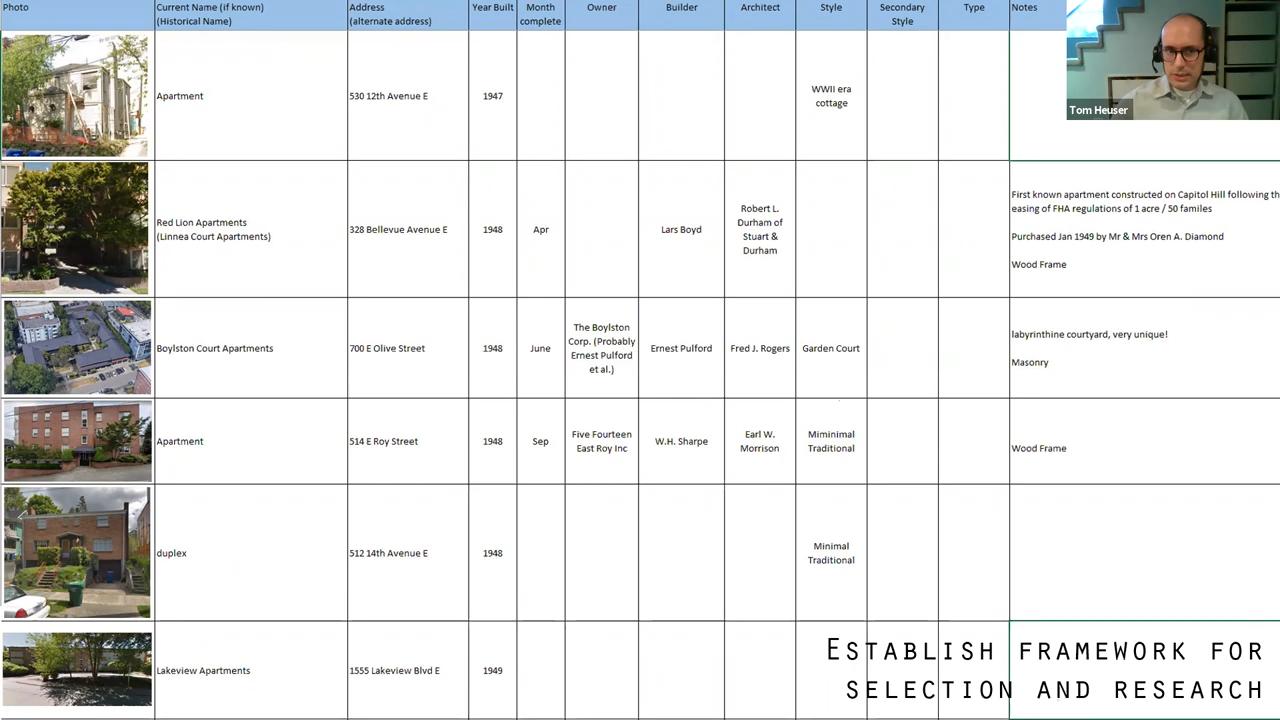 Photo
Current Name (if known)
(Historical Name)
Address
(alternate address)
Year Built
Month
complete
Owner
Builder
Architect
Style
Secondary
Style
Type
Notes
Tom Heuser
Apartment
530 12th Avenue E
1947
WWII era
cottage
Red Lion Apartments
(Linnea Court Apartments)
328 Bellevue Avenue E
1948
Apr
Lars Boyd
Robert L.
Durham of
Stuart &
Durham
First known apartment constructed on Capitol Hill following th
easing of FHA regulations of 1 acre / 50 familes
Purchased Jan 1949 by Mr & Mrs Oren A. Diamond
Wood Frame
Boylston Court Apartments
700 E Olive Street
1948
June
The Boylston
Corp. (Probably
Ernest Pulford
et al.)
Ernest Pulford
Fred J. Rogers
Garden Court
labyrinthine courtyard, very unique!
Masonry
Apartment
514 E Roy Street
1948
Sep
Five Fourteen
East Roy Inc
W.H. Sharpe
Earl W.
Morrison
Miminimal
Traditional
Wood Frame
duplex
512 14th Avenue E
1948
Minimal
Traditional
Lakeview Apartments
1555 Lakeview Blvd E
1949
Establish framework for
selection and research